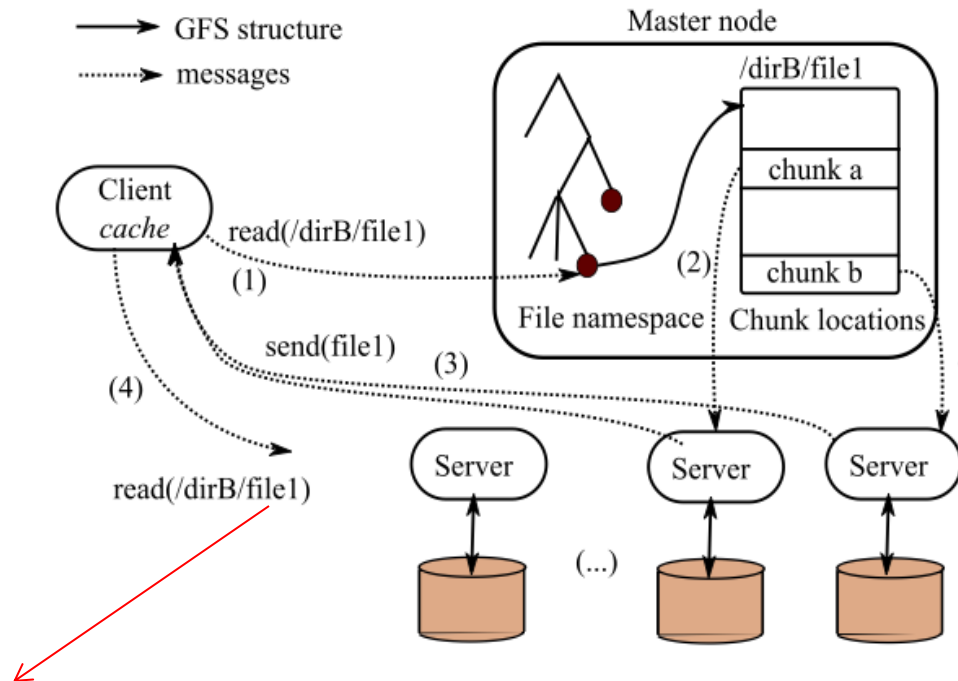 GFS structure
messages
Master node
/dirB/file1
chunk a
chunk b
Client
cache
read(/dirB/file1)
(1)
(2)
File namespace
Chunk locations
send(file1)
(3)
(4)
read(/dirB/file1)
Server
Server
Server
(...)